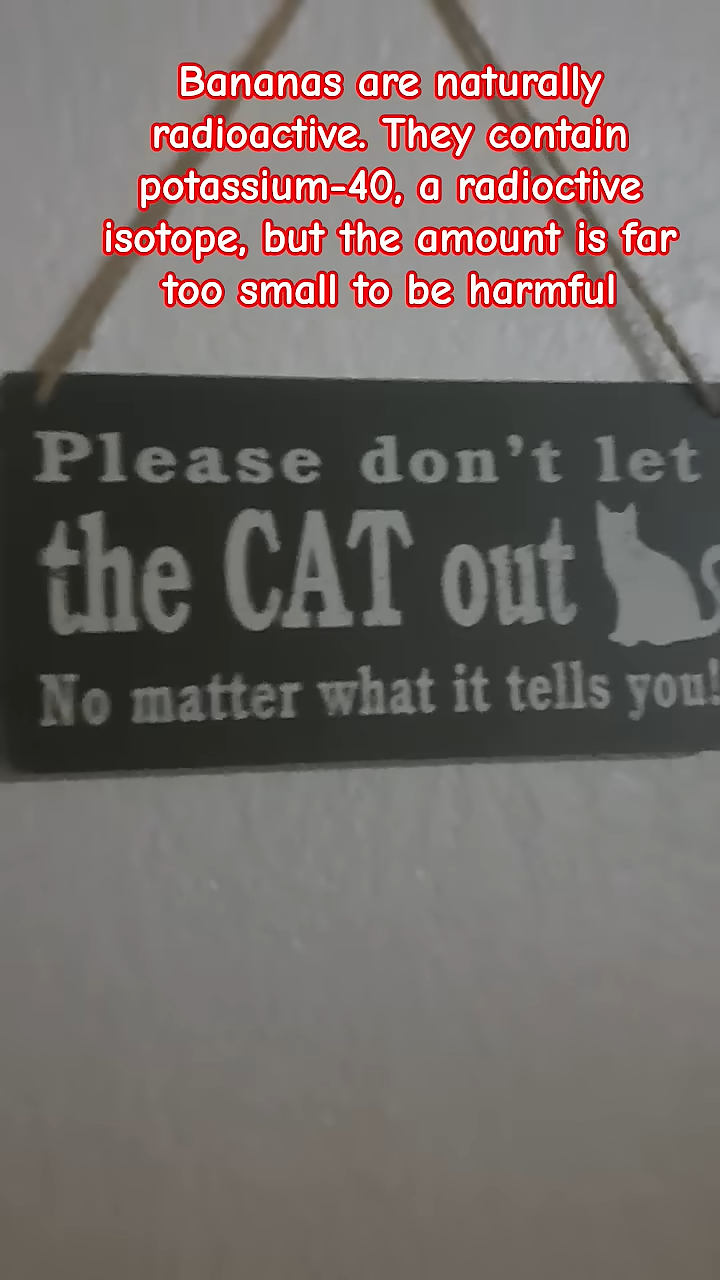 Bananas are naturally
radioactive. They contain
potassium-40, a radioctive
isotope, but the amount is far
too small to be harmful
Please don't let
the CAT out
No matter what it tells you!